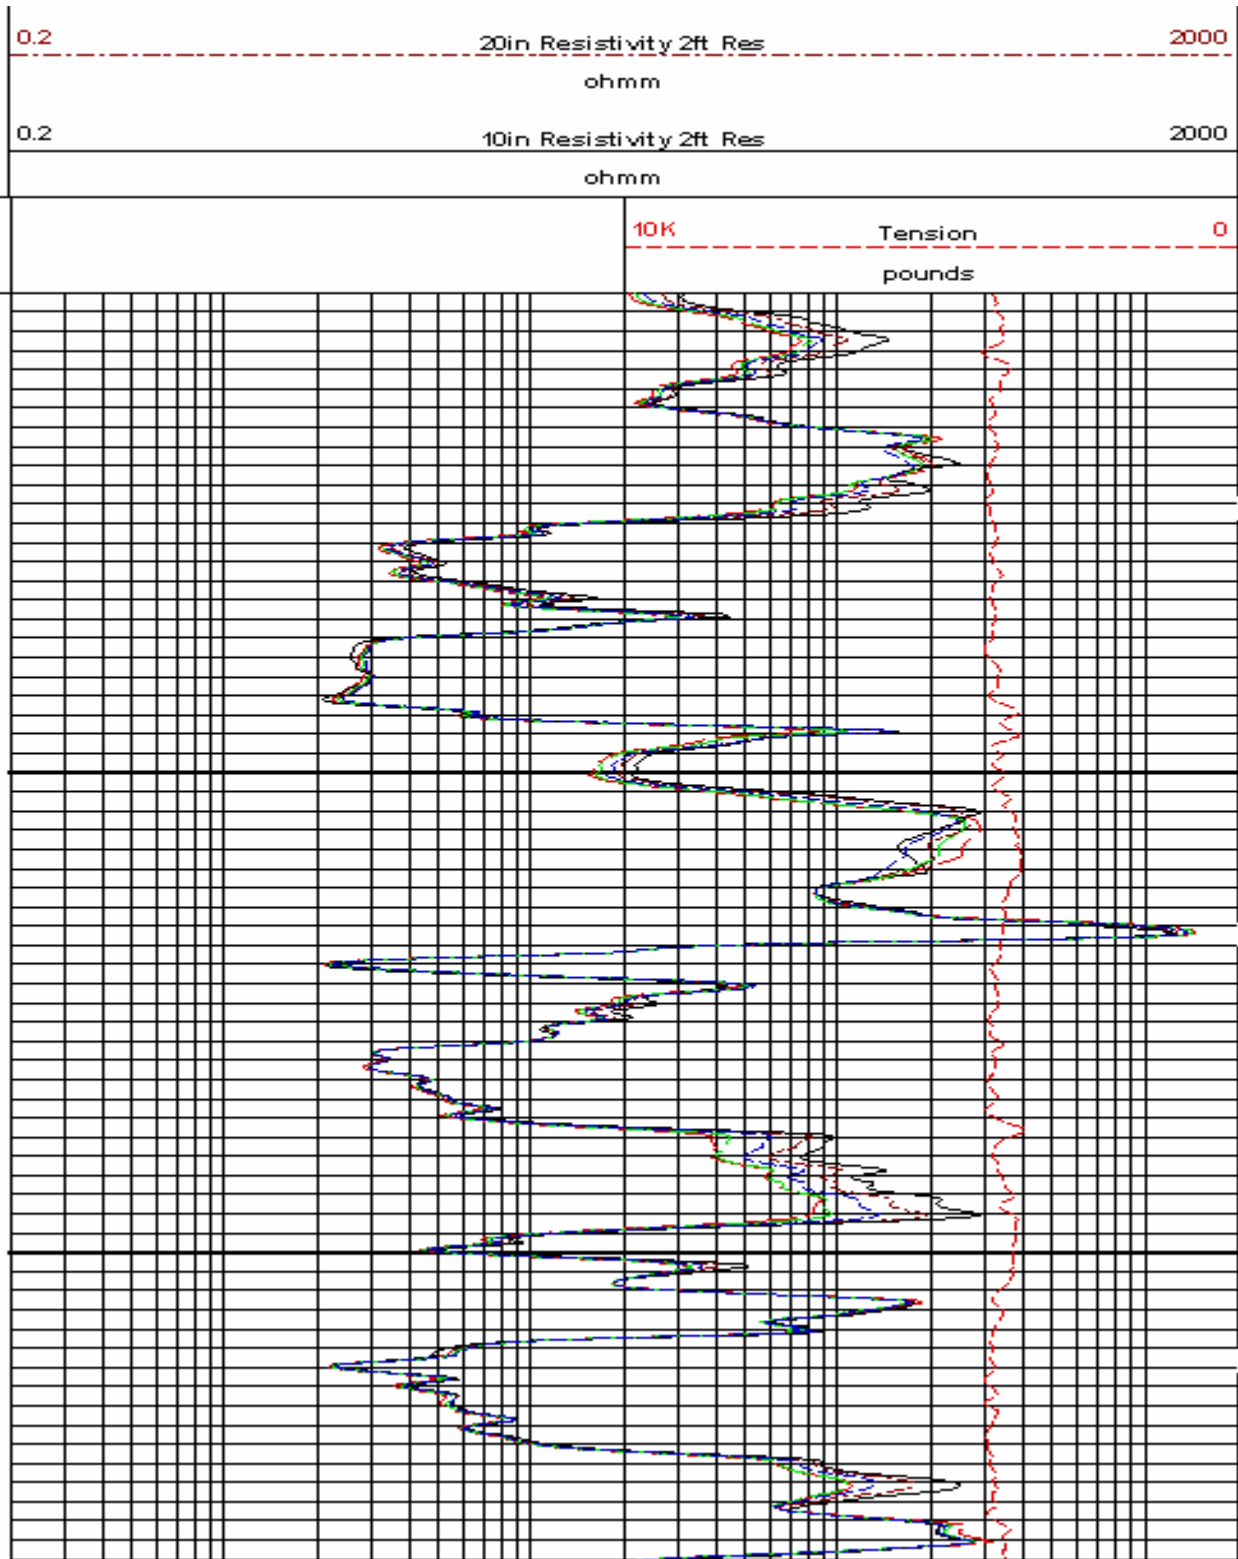 0.2 20in Resistivity 2ft Res 2000
ohmm
0.2 10in Resistivity 2ft Res 2000
ohmm
10K Tension 0
pounds